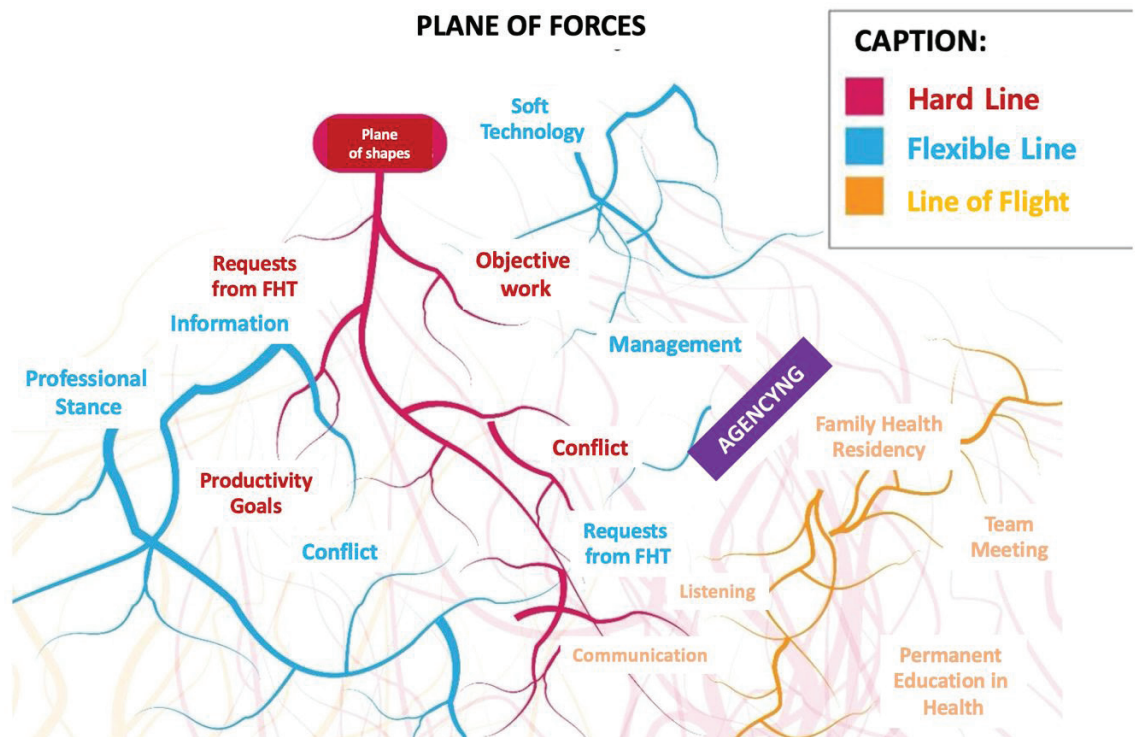 PLANE OF FORCES
CAPTION:
Hard Line
Flexible Line
Line of Flight
Plane
of shapes
Soft
Technology
Requests
from FHT
Objective
work
Information
Management
Professional
Stance
AGENCYNG
Family Health
Residency
Conflict
Productivity
Goals
Conflict
Requests
from FHT
Team
Meeting
Listening
Communication
Permanent
Education in
Health